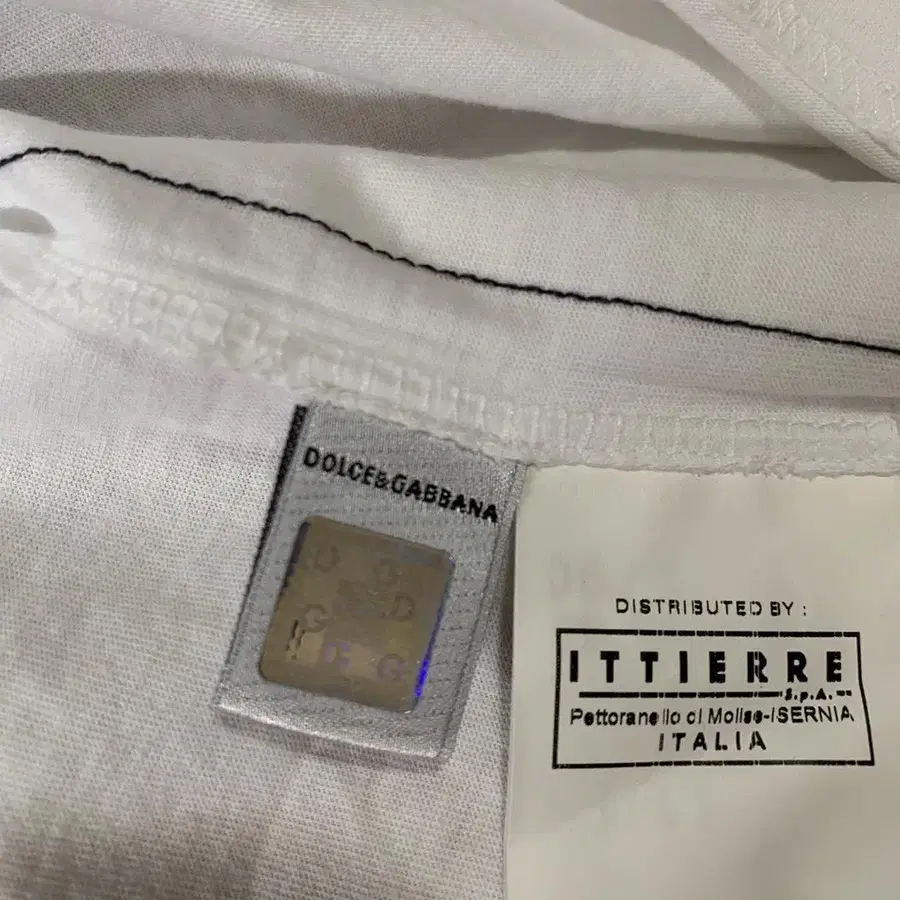 DOLCE&GABBANA
D G
G D
D G
DISTRIBUTED BY :
ITTIERRE
S.p.A.
Pettoranello di Molise-ISERNIA
ITALIA